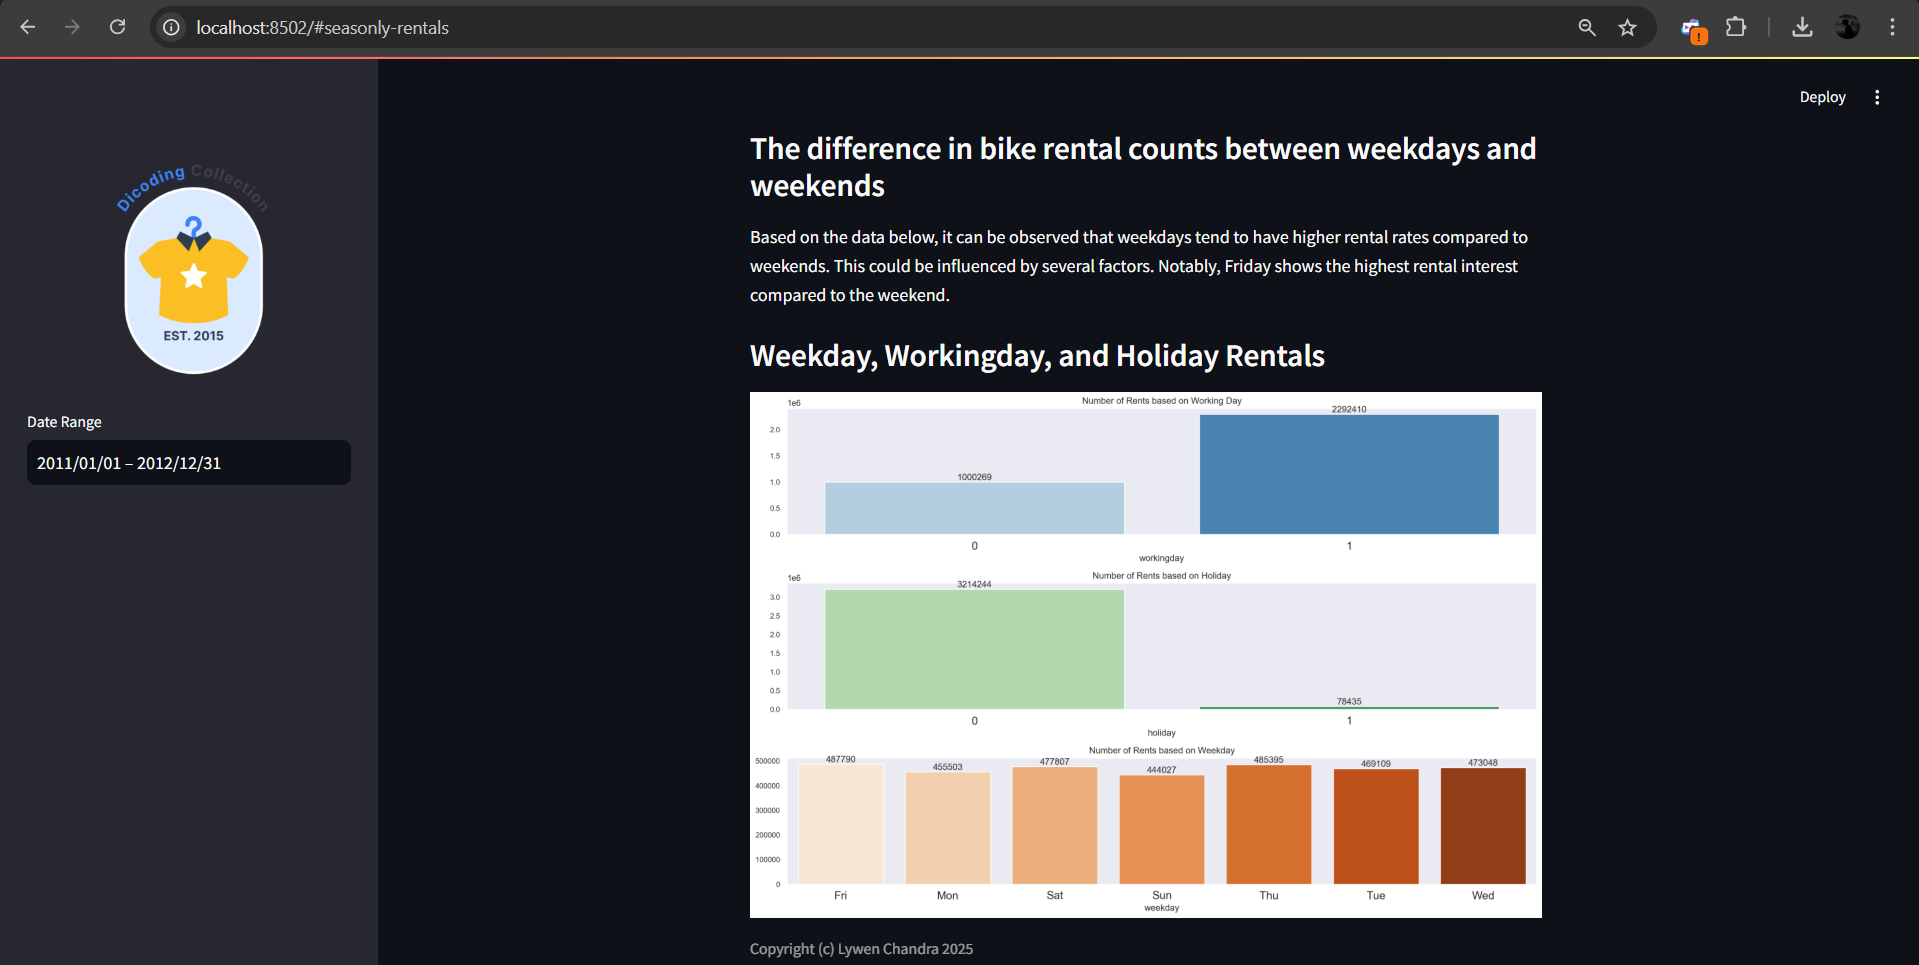 localhost:8502/#seasonly-rentals
Deploy
Dicoding Collection
EST. 2015
Date Range
2011/01/01 – 2012/12/31
The difference in bike rental counts between weekdays and
weekends
Based on the data below, it can be observed that weekdays tend to have higher rental rates compared to
weekends. This could be influenced by several factors. Notably, Friday shows the highest rental interest
compared to the weekend.
Weekday, Workingday, and Holiday Rentals
1e6
Number of Rents based on Working Day
2292410
2.0
1.5
1.0
0.5
0.0
1000269
0 1
workingday
1e6
Number of Rents based on Holiday
3214244
3.0
2.5
2.0
1.5
1.0
0.5
0.0
78435
0 1
holiday
Number of Rents based on Weekday
500000
400000
300000
200000
100000
0
487790 455503 477807 444027 485395 469109 473048
Fri Mon Sat Sun Thu Tue Wed
weekday
Copyright (c) Lywen Chandra 2025